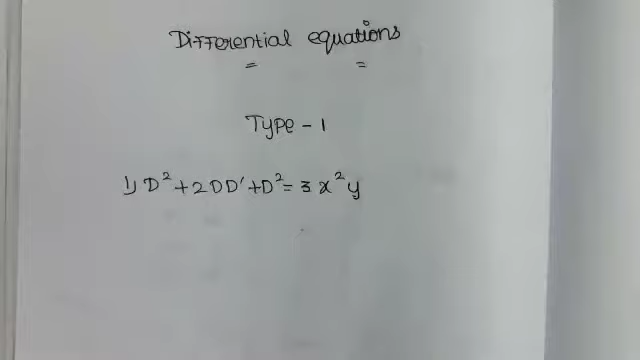 Differential equations
Type - 1
1) D² + 2DD' + D² = 3x²y